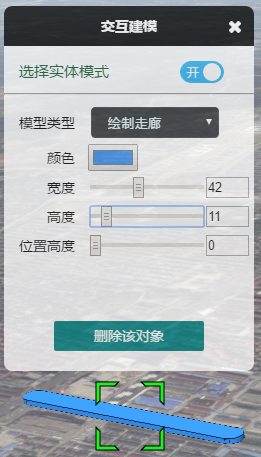 交互建模
选择实体模式 开
模型类型 绘制走廊
颜色
宽度 42
高度 11
位置高度 0
删除该对象